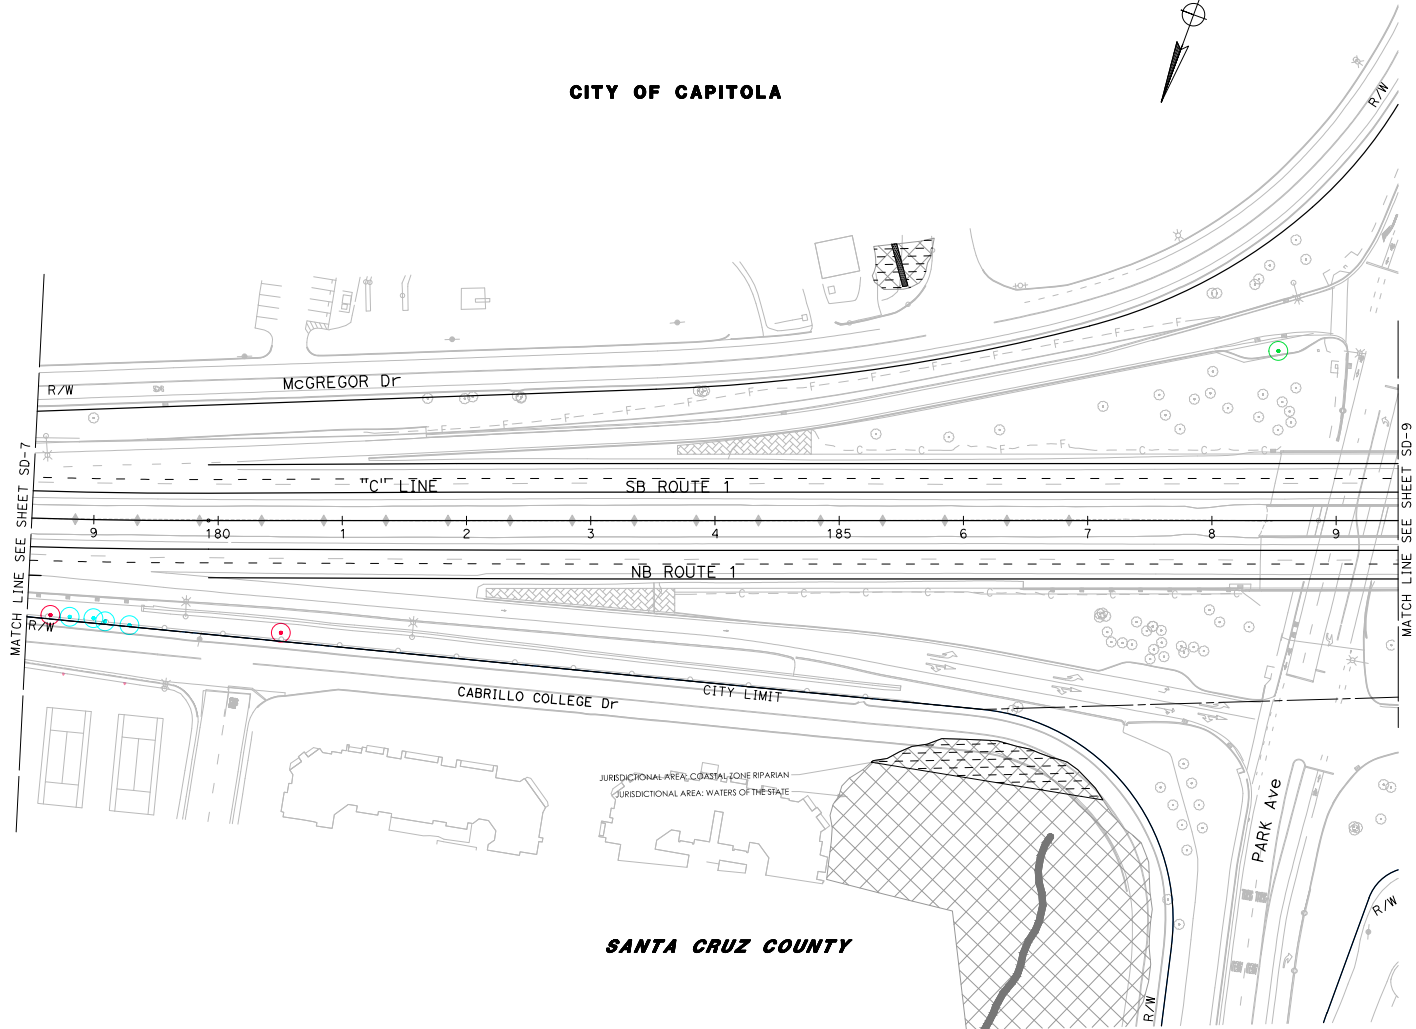 CITY OF CAPITOLA
R/W
R/W
McGREGOR Dr
F F F F F F F F F F F
C C C F F C C C
MATCH LINE SEE SHEET SD-7
MATCH LINE SEE SHEET SD-9
"C" LINE
SB ROUTE 1
9 180 1 2 3 4 185 6 7 8 9
NB ROUTE 1
C C C C C C C C
R/W
CITY LIMIT
CABRILLO COLLEGE Dr
JURISDICTIONAL AREA: COASTAL ZONE RIPARIAN
JURISDICTIONAL AREA: WATERS OF THE STATE
PARK Ave
R/W
SANTA CRUZ COUNTY
R/W